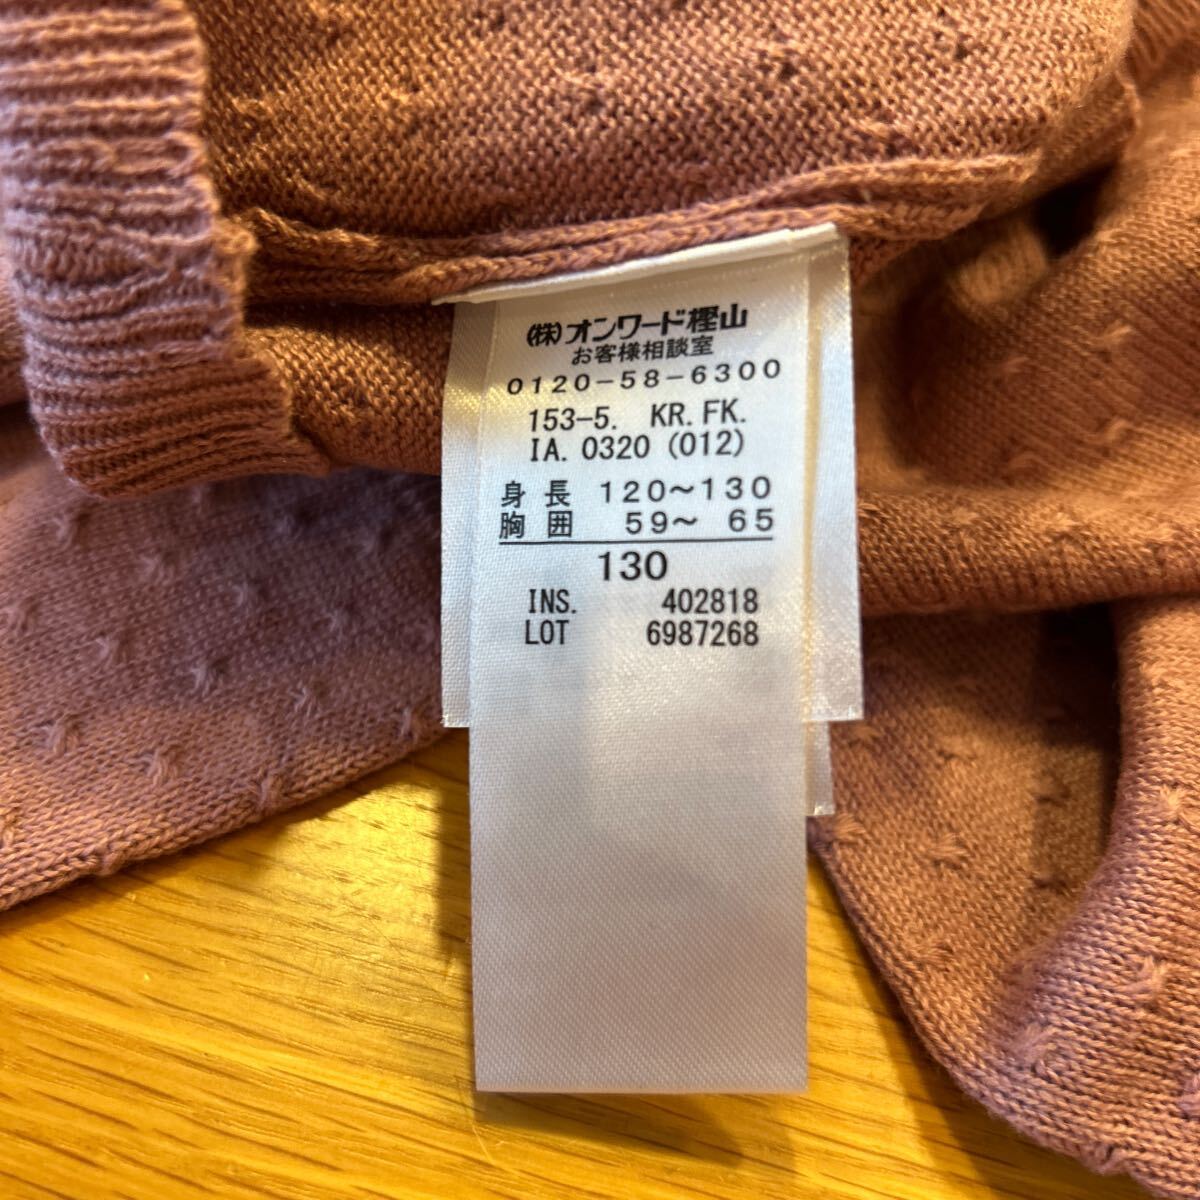 ㈱オンワード樫山
お客様相談室
0120-58-6300
153-5. KR.FK.
IA. 0320 (012)
身長 120～130
胸囲 59～ 65
130
INS. 402818
LOT 6987268